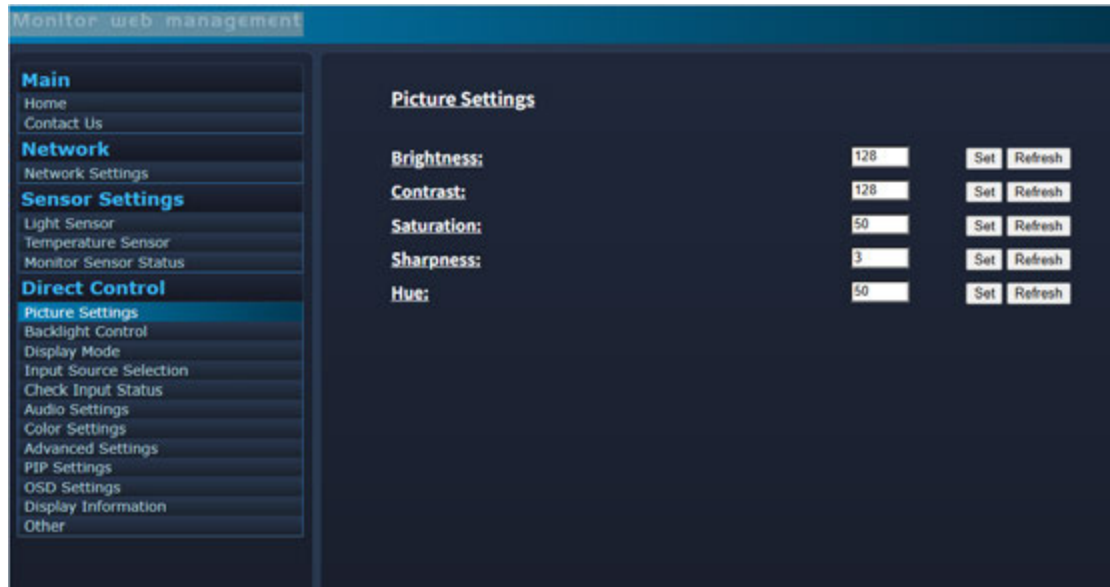 Monitor web management
Main
Home
Contact Us
Network
Network Settings
Sensor Settings
Light Sensor
Temperature Sensor
Monitor Sensor Status
Direct Control
Picture Settings
Backlight Control
Display Mode
Input Source Selection
Check Input Status
Audio Settings
Color Settings
Advanced Settings
PIP Settings
OSD Settings
Display Information
Other
Picture Settings
Brightness: 128 Set Refresh
Contrast: 128 Set Refresh
Saturation: 50 Set Refresh
Sharpness: 3 Set Refresh
Hue: 50 Set Refresh